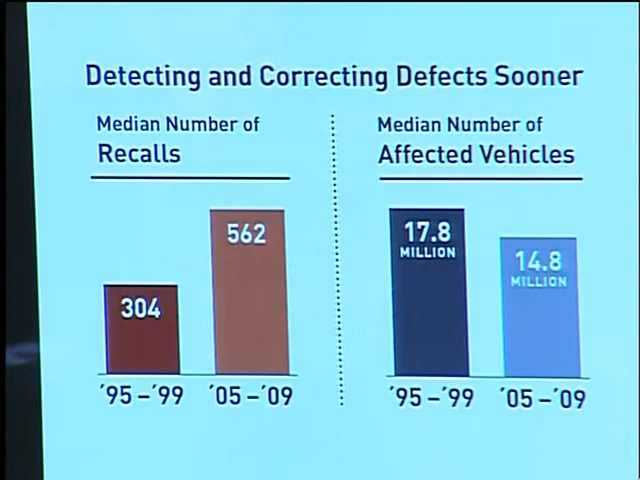 Detecting and Correcting Defects Sooner
Median Number of
Recalls
304
562
´95 –´99
´05 –´09
Median Number of
Affected Vehicles
17.8
MILLION
14.8
MILLION
´95 –´99
´05 –´09